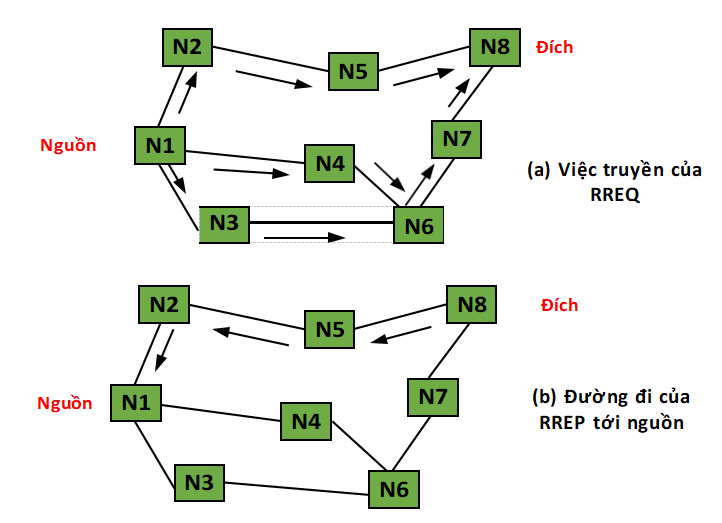 N2
N8
Đích
N5
Nguồn
N1
N7
N4
(a) Việc truyền của
RREQ
N3
N6
N2
N8
Đích
N5
Nguồn
N1
N7
(b) Đường đi của
RREP tới nguồn
N4
N3
N6